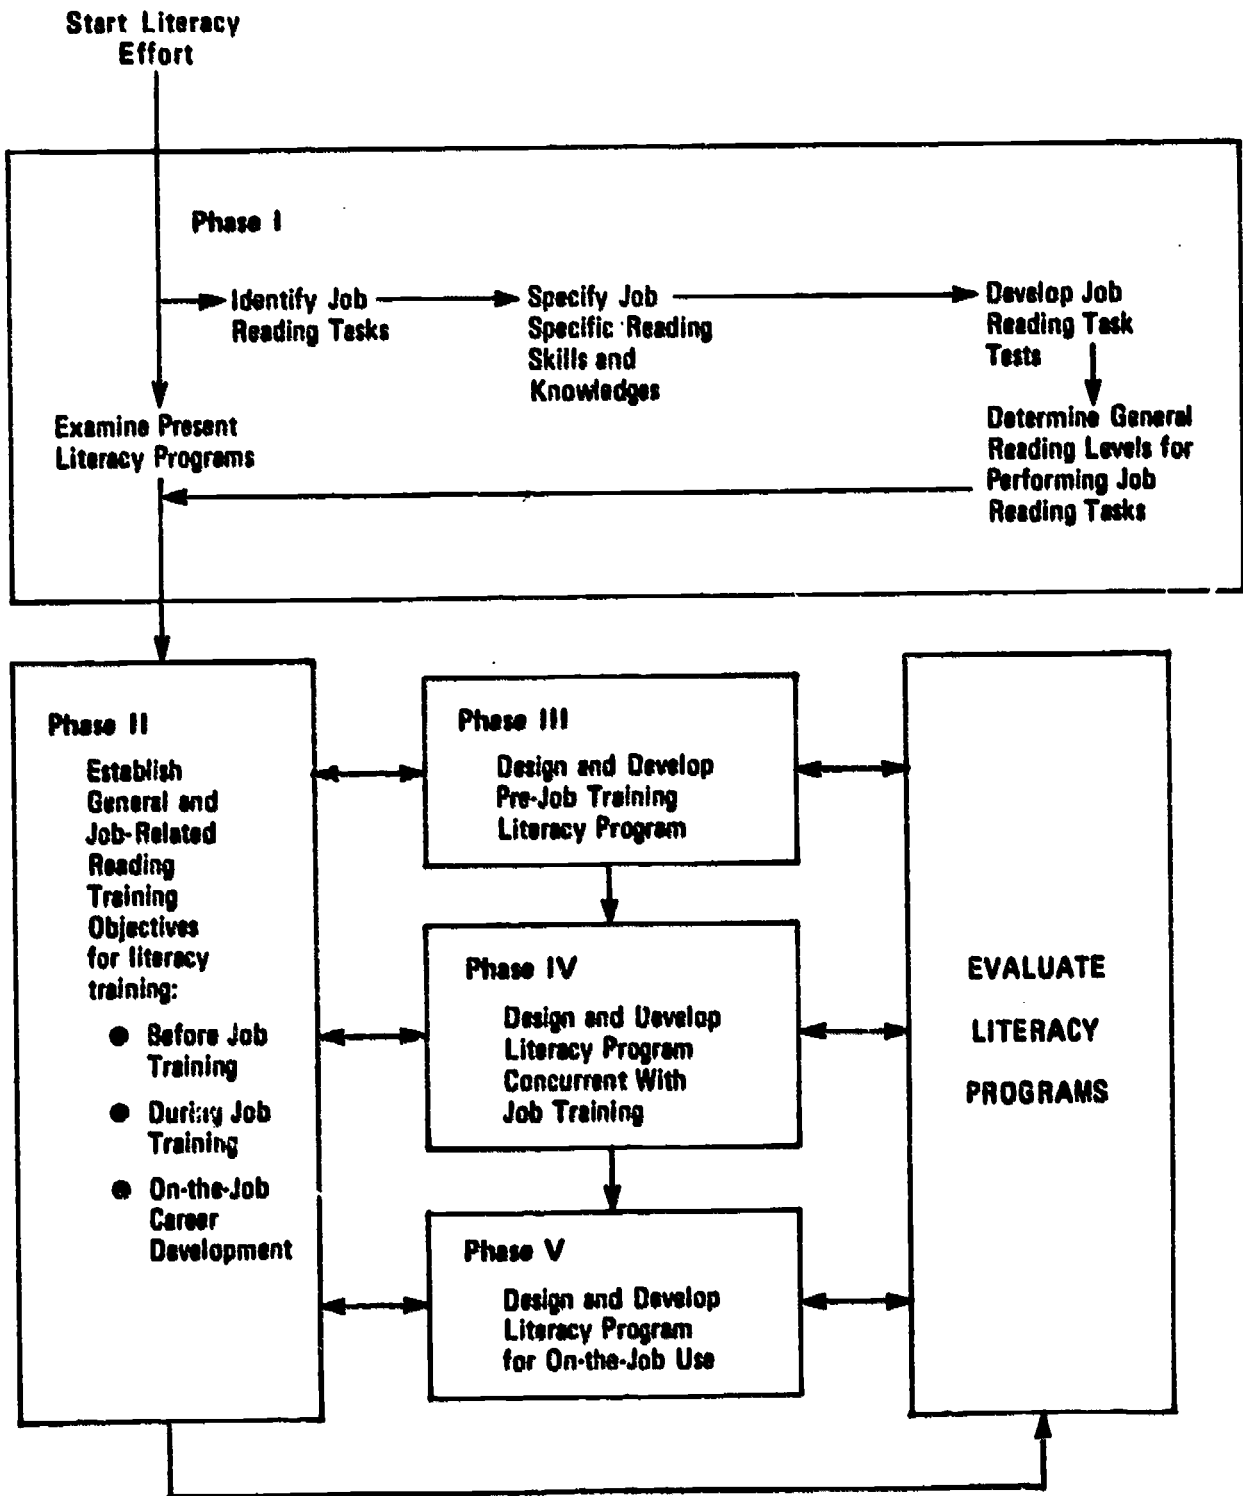 Start Literacy
Effort
Phase I
Identify Job
Reading Tasks
Specify Job
Specific Reading
Skills and
Knowledges
Develop Job
Reading Task
Tests
Examine Present
Literacy Programs
Determine General
Reading Levels for
Performing Job
Reading Tasks
Phase II
Establish
General and
Job-Related
Reading
Training
Objectives
for literacy
training:
● Before Job
Training
● During Job
Training
● On-the-Job
Career
Development
Phase III
Design and Develop
Pre-Job Training
Literacy Program
Phase IV
Design and Develop
Literacy Program
Concurrent With
Job Training
Phase V
Design and Develop
Literacy Program
for On-the-Job Use
EVALUATE
LITERACY
PROGRAMS